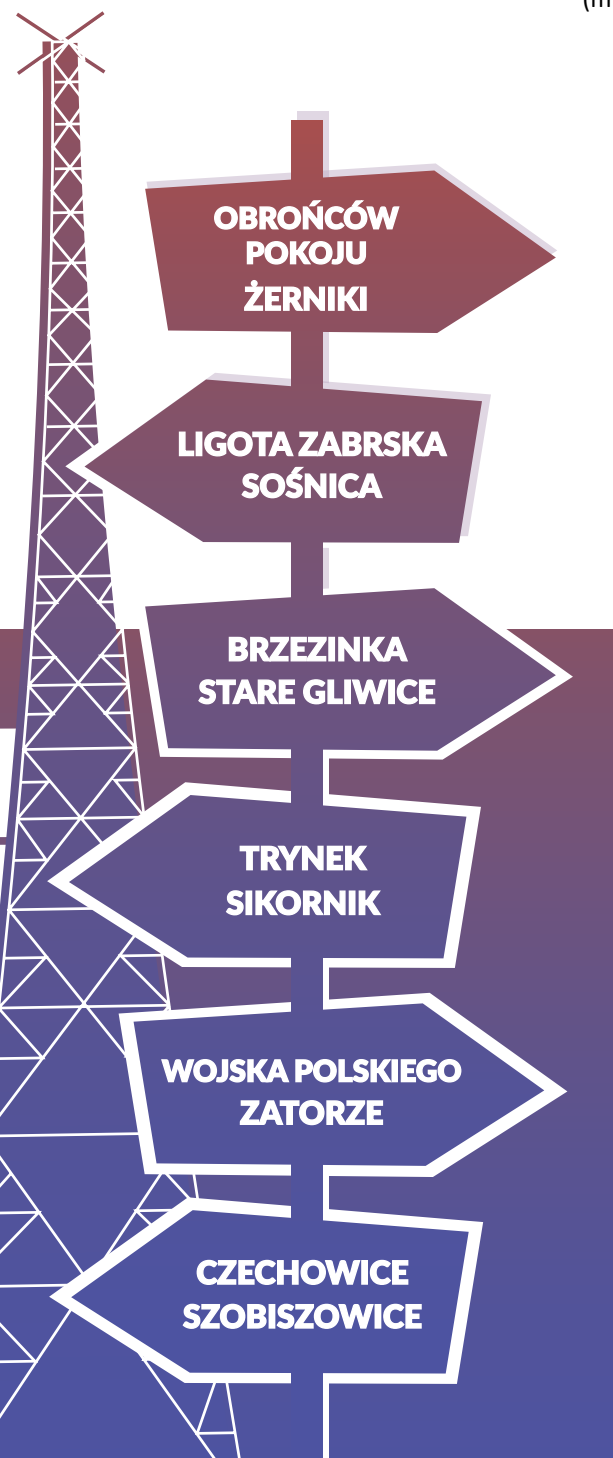 (m
OBROŃCÓW
POKOJU
ŻERNIKI
LIGOTA ZABRSKA
SOŚNICA
BRZEZINKA
STARE GLIWICE
TRYNEK
SIKORNIK
WOJSKA POLSKIEGO
ZATORZE
CZECHOWICE
SZOBISZOWICE